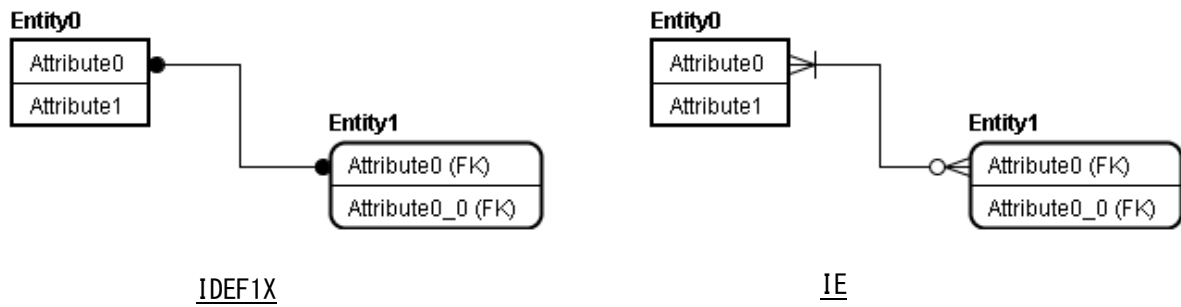 Entity0
Attribute0
Attribute1
Entity1
Attribute0 (FK)
Attribute0_0 (FK)
IDEF1X
Entity0
Attribute0
Attribute1
Entity1
Attribute0 (FK)
Attribute0_0 (FK)
IE